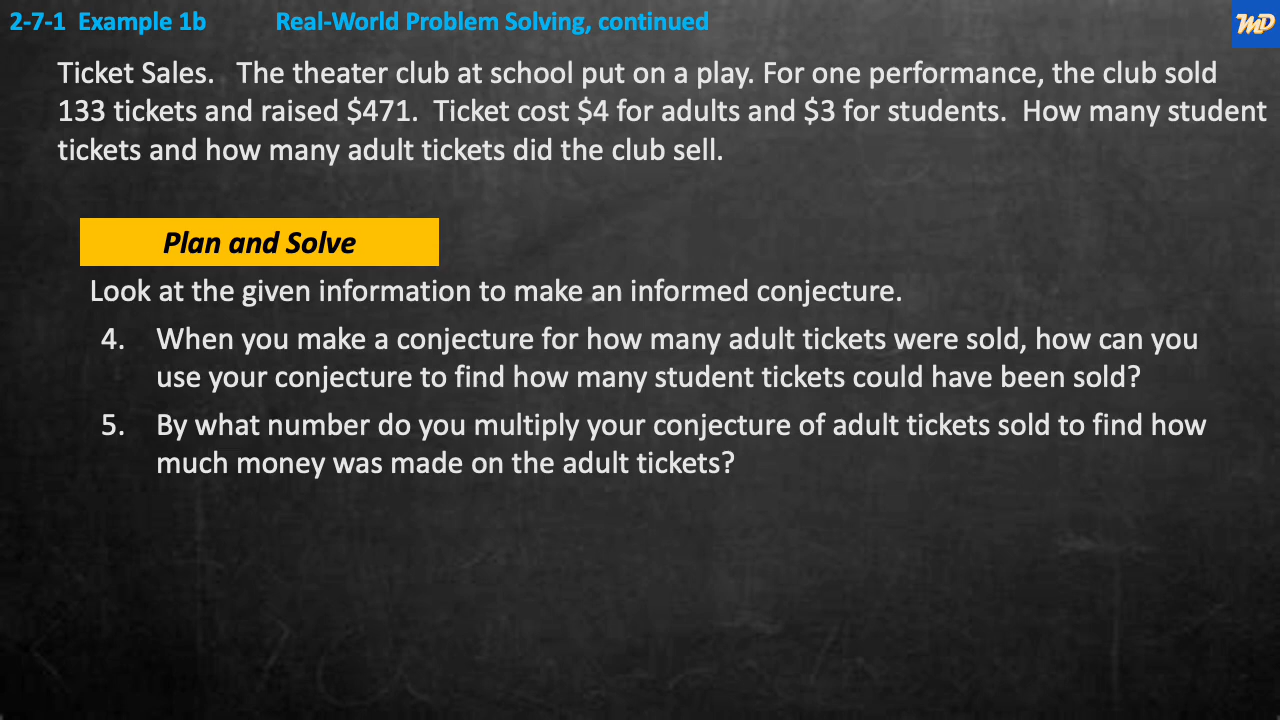 2-7-1 Example 1b Real-World Problem Solving, continued
MD
Ticket Sales. The theater club at school put on a play. For one performance, the club sold
133 tickets and raised $471. Ticket cost $4 for adults and $3 for students. How many student
tickets and how many adult tickets did the club sell.
Plan and Solve
Look at the given information to make an informed conjecture.
4. When you make a conjecture for how many adult tickets were sold, how can you
use your conjecture to find how many student tickets could have been sold?
5. By what number do you multiply your conjecture of adult tickets sold to find how
much money was made on the adult tickets?